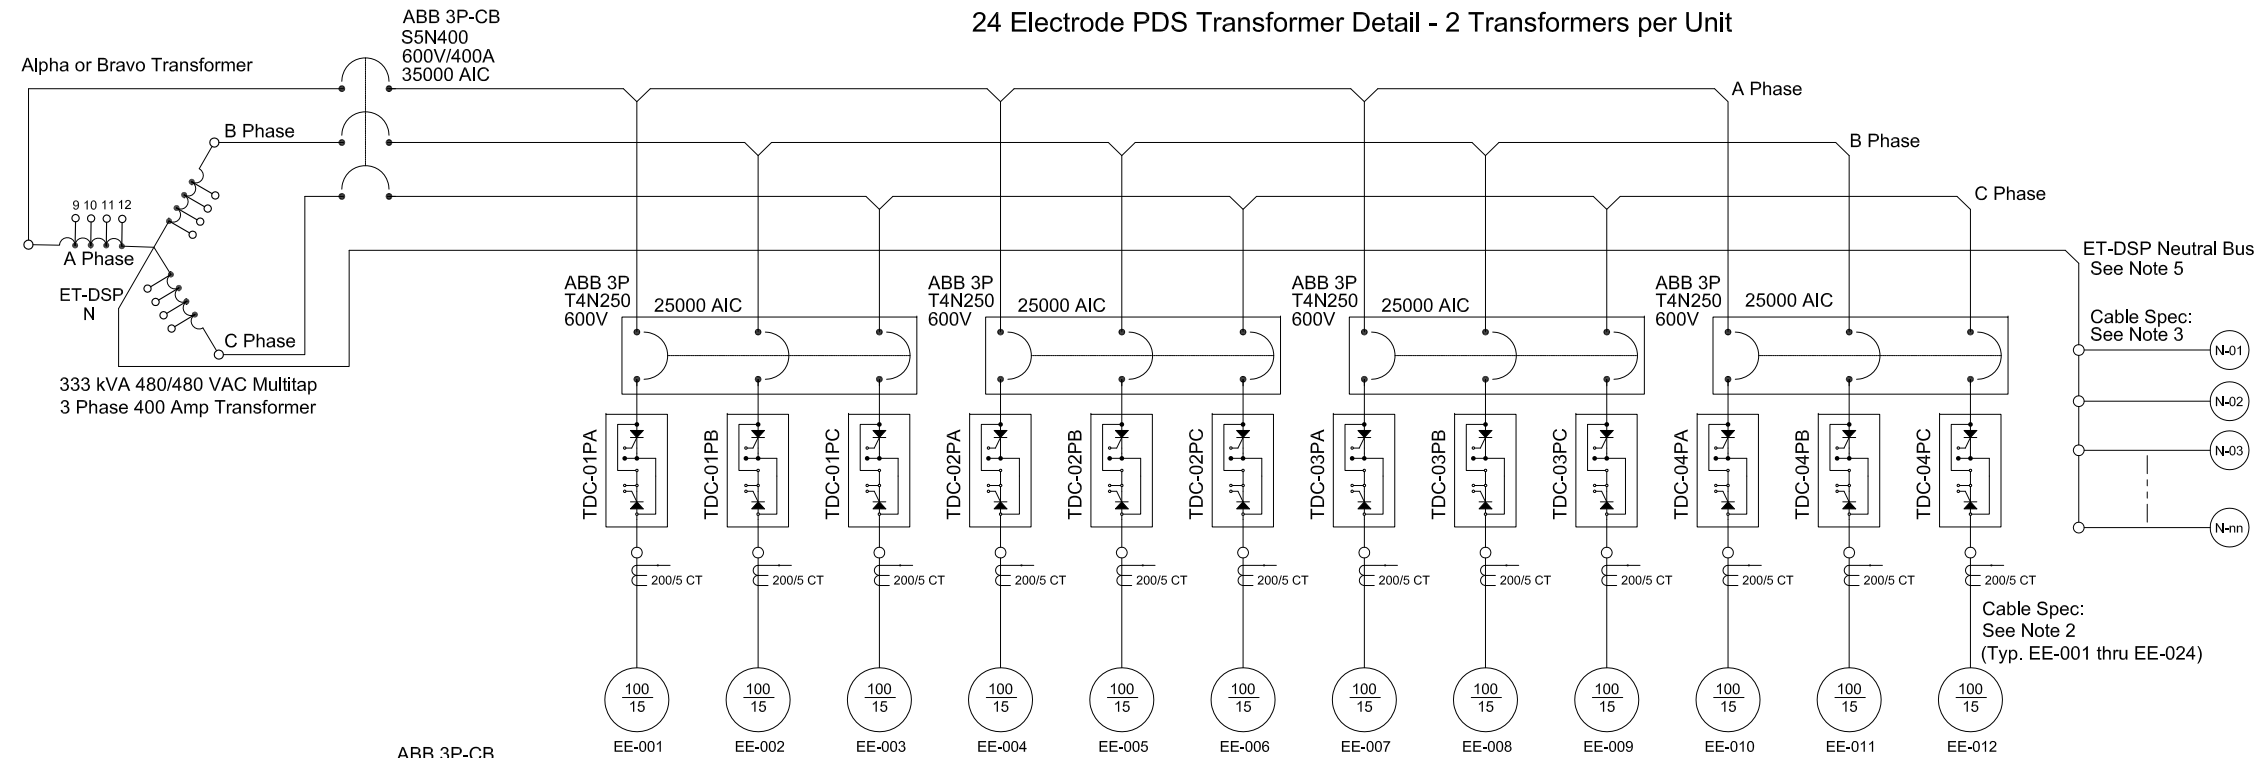 24 Electrode PDS Transformer Detail - 2 Transformers per Unit
ABB 3P-CB
S5N400
600V/400A
35000 AIC
Alpha or Bravo Transformer
A Phase
B Phase
B Phase
C Phase
9 10 11 12
A Phase
ET-DSP
N
C Phase
333 kVA 480/480 VAC Multitap
3 Phase 400 Amp Transformer
ET-DSP Neutral Bus
See Note 5
Cable Spec:
See Note 3
N-01
N-02
N-03
N-nn
ABB 3P
T4N250
600V
25000 AIC
ABB 3P
T4N250
600V
25000 AIC
ABB 3P
T4N250
600V
25000 AIC
ABB 3P
T4N250
600V
25000 AIC
TDC-01PA
TDC-01PB
TDC-01PC
TDC-02PA
TDC-02PB
TDC-02PC
TDC-03PA
TDC-03PB
TDC-03PC
TDC-04PA
TDC-04PB
TDC-04PC
200/5 CT
200/5 CT
200/5 CT
200/5 CT
200/5 CT
200/5 CT
200/5 CT
200/5 CT
200/5 CT
200/5 CT
200/5 CT
200/5 CT
Cable Spec:
See Note 2
(Typ. EE-001 thru EE-024)
100
15
100
15
100
15
100
15
100
15
100
15
100
15
100
15
100
15
100
15
100
15
100
15
EE-001
EE-002
EE-003
EE-004
EE-005
EE-006
EE-007
EE-008
EE-009
EE-010
EE-011
EE-012
ABB 3P-CB